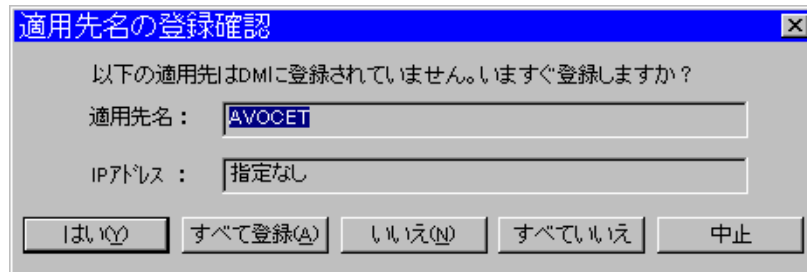 適用先名の登録確認
以下の適用先はDMIに登録されていません。いますぐ登録しますか？
適用先名： AVOCET
IPｱﾄﾞﾚｽ ： 指定なし
はい(Y) すべて登録(A) いいえ(N) すべていいえ 中止